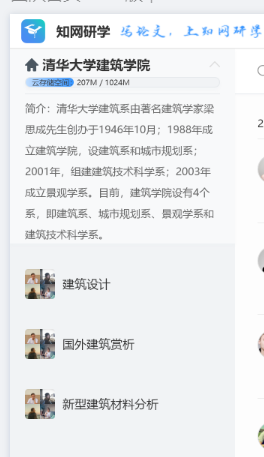 知网研学 写论文，上知网研学
清华大学建筑学院
云存储空间 207M / 1024M
简介：清华大学建筑系由著名建筑学家梁
思成先生创办于1946年10月；1988年成
立建筑学院，设建筑系和城市规划系；
2001年，组建建筑技术科学系；2003年
成立景观学系。目前，建筑学院设有4个
系，即建筑系、城市规划系、景观学系和
建筑技术科学系。
建筑设计
国外建筑赏析
新型建筑材料分析